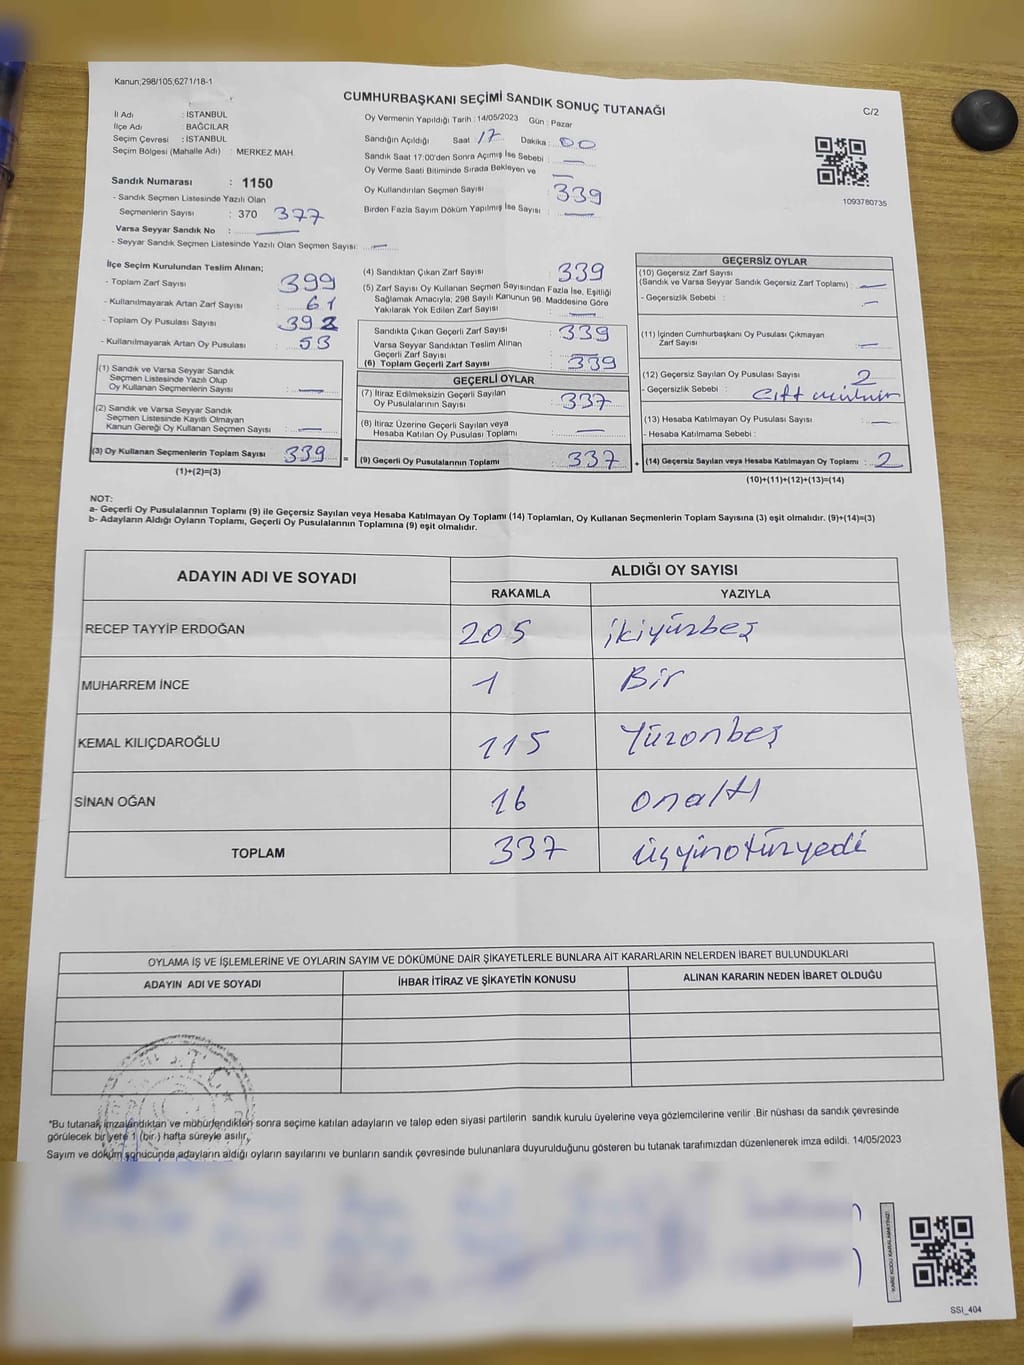 Kanun;298/105,6271/18-1
CUMHURBAŞKANI SEÇİMİ SANDIK SONUÇ TUTANAĞI
C/2
İl Adı : İSTANBUL
İlçe Adı : BAĞCILAR
Seçim Çevresi : İSTANBUL
Seçim Bölgesi (Mahalle Adı) : MERKEZ MAH.
Sandık Numarası : 1150
- Sandık Seçmen Listesinde Yazılı Olan
Seçmenlerin Sayısı : 370 377
Varsa Seyyar Sandık No : —
- Seyyar Sandık Seçmen Listesinde Yazılı Olan Seçmen Sayısı: —
Oy Vermenin Yapıldığı Tarih : 14/05/2023 Gün : Pazar
Sandığın Açıldığı Saat 17 Dakika : 00
Sandık Saat 17:00'den Sonra Açımış İse Sebebi : —
Oy Verme Saati Bitiminde Sırada Bekleyen ve —
Oy Kullandırılan Seçmen Sayısı 339
Birden Fazla Sayım Döküm Yapılmış İse Sayısı : —
1093780735
İlçe Seçim Kurulundan Teslim Alınan;
- Toplam Zarf Sayısı : 399
- Kullanılmayarak Artan Zarf Sayısı : 61
- Toplam Oy Pusulası Sayısı : 392
- Kullanılmayarak Artan Oy Pusulası : 53
(1) Sandık ve Varsa Seyyar Sandık
Seçmen Listesinde Yazılı Olup
Oy Kullanan Seçmenlerin Sayısı : —
(2) Sandık ve Varsa Seyyar Sandık
Seçmen Listesinde Kayıtlı Olmayan
Kanun Gereği Oy Kullanan Seçmen Sayısı : —
(3) Oy Kullanan Seçmenlerin Toplam Sayısı : 339 =
(1)+(2)=(3)
(4) Sandıktan Çıkan Zarf Sayısı : 339
(5) Zarf Sayısı Oy Kullanan Seçmen Sayısından Fazla İse, Eşitliği
Sağlamak Amacıyla, 298 Sayılı Kanunun 98. Maddesine Göre
Yakılarak Yok Edilen Zarf Sayısı : —
Sandıkta Çıkan Geçerli Zarf Sayısı : 339
Varsa Seyyar Sandıktan Teslim Alınan
Geçerli Zarf Sayısı : —
(6) Toplam Geçerli Zarf Sayısı : 339
GEÇERLİ OYLAR
(7) İtiraz Edilmeksizin Geçerli Sayılan
Oy Pusulalarının Sayısı : 337
(8) İtiraz Üzerine Geçerli Sayılan veya
Hesaba Katılan Oy Pusulası Toplamı : —
(9) Geçerli Oy Pusulalarının Toplamı : 337 +
GEÇERSİZ OYLAR
(10) Geçersiz Zarf Sayısı
(Sandık ve Varsa Seyyar Sandık Geçersiz Zarf Toplamı) : —
- Geçersizlik Sebebi : —
(11) İçinden Cumhurbaşkanı Oy Pusulası Çıkmayan
Zarf Sayısı : —
(12) Geçersiz Sayılan Oy Pusulası Sayısı : 2
- Geçersizlik Sebebi : Çift mühür
(13) Hesaba Katılmayan Oy Pusulası Sayısı : —
- Hesaba Katılmama Sebebi :
(14) Geçersiz Sayılan veya Hesaba Katılmayan Oy Toplamı : 2
(10)+(11)+(12)+(13)=(14)
NOT:
a- Geçerli Oy Pusulalarının Toplamı (9) ile Geçersiz Sayılan veya Hesaba Katılmayan Oy Toplamı (14) Toplamları, Oy Kullanan Seçmenlerin Toplam Sayısına (3) eşit olmalıdır. (9)+(14)=(3)
b- Adayların Aldığı Oyların Toplamı, Geçerli Oy Pusulalarının Toplamına (9) eşit olmalıdır.
ADAYIN ADI VE SOYADI
ALDIĞI OY SAYISI
RAKAMLA YAZIYLA
RECEP TAYYİP ERDOĞAN 205 ikiyüzbeş
MUHARREM İNCE 1 Bir
KEMAL KILIÇDAROĞLU 115 Yüzonbeş
SİNAN OĞAN 16 onaltı
TOPLAM 337 üçyüzotuzyedi
OYLAMA İŞ VE İŞLEMLERİNE VE OYLARIN SAYIM VE DÖKÜMÜNE DAİR ŞİKAYETLERLE BUNLARA AİT KARARLARIN NELERDEN İBARET BULUNDUKLARI
ADAYIN ADI VE SOYADI İHBAR İTİRAZ VE ŞİKAYETİN KONUSU ALINAN KARARIN NEDEN İBARET OLDUĞU
*Bu tutanak imzalandıktan ve mühürlendikten sonra seçime katılan adayların ve talep eden siyasi partilerin sandık kurulu üyelerine veya gözlemcilerine verilir .Bir nüshası da sandık çevresinde
görülecek bir yere 1 (bir ) hafta süreyle asılır.
Sayım ve döküm sonucunda adayların aldığı oyların sayılarını ve bunların sandık çevresinde bulunanlara duyurulduğunu gösteren bu tutanak tarafımızdan düzenlenerek imza edildi. 14/05/2023
KARE KODU KARALAMAYINIZ!
SSİ_404